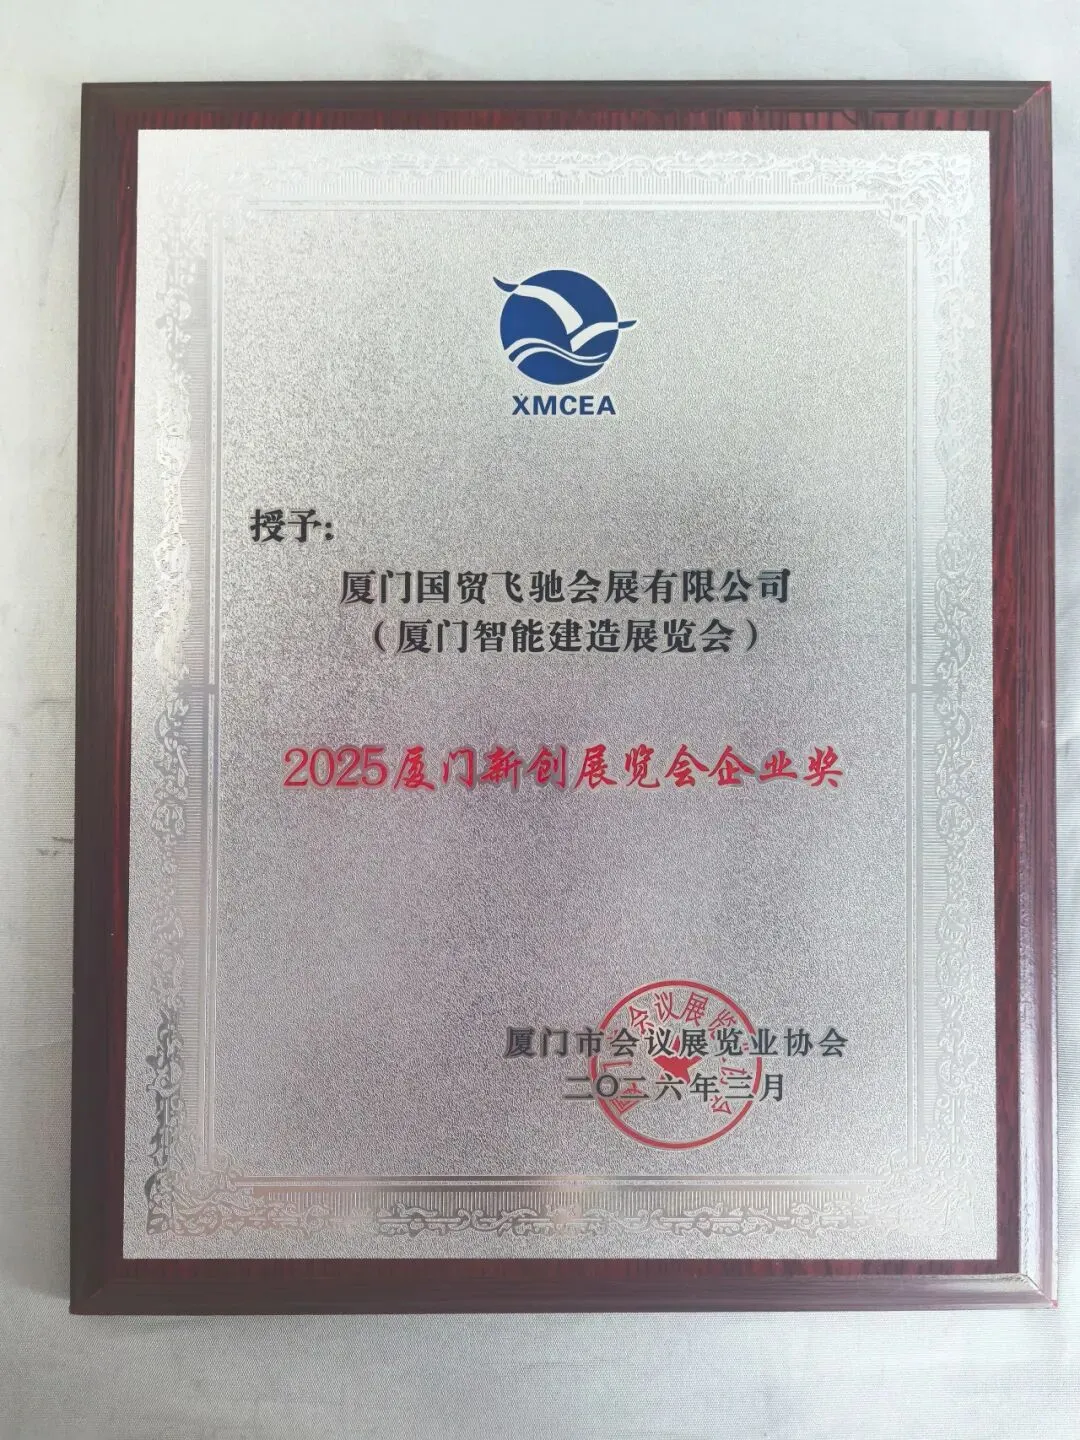 XMCEA
授予：
厦门国贸飞驰会展有限公司
（厦门智能建造展览会）
2025厦门新创展览会企业奖
厦门市会议展览业协会
二〇二六年三月